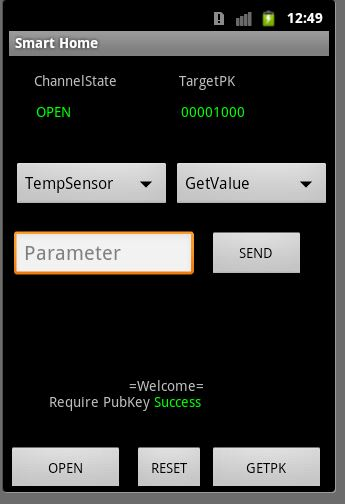 12:49
Smart Home
ChannelState TargetPK
OPEN 00001000
TempSensor GetValue
Parameter SEND
=Welcome=
Require PubKey Success
OPEN RESET GETPK